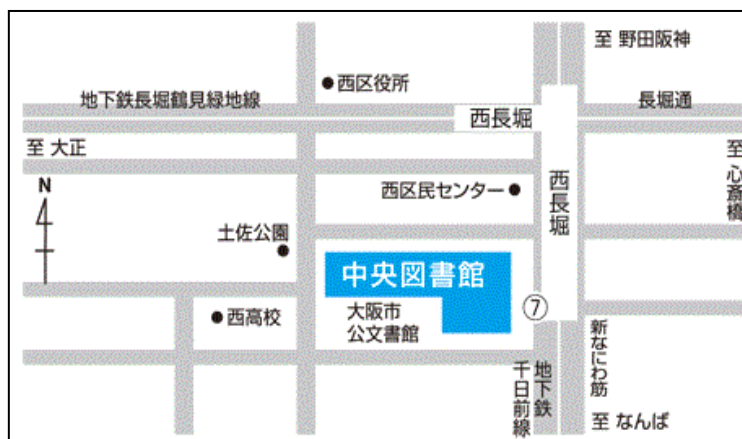 至 野田阪神
西区役所
地下鉄長堀鶴見緑地線
長堀通
西長堀
至 大正
至 心斎橋
N
西区民センター
西長堀
土佐公園
中央図書館
⑦
大阪市
公文書館
西高校
新なにわ筋
地下鉄
千日前線
至 なんば